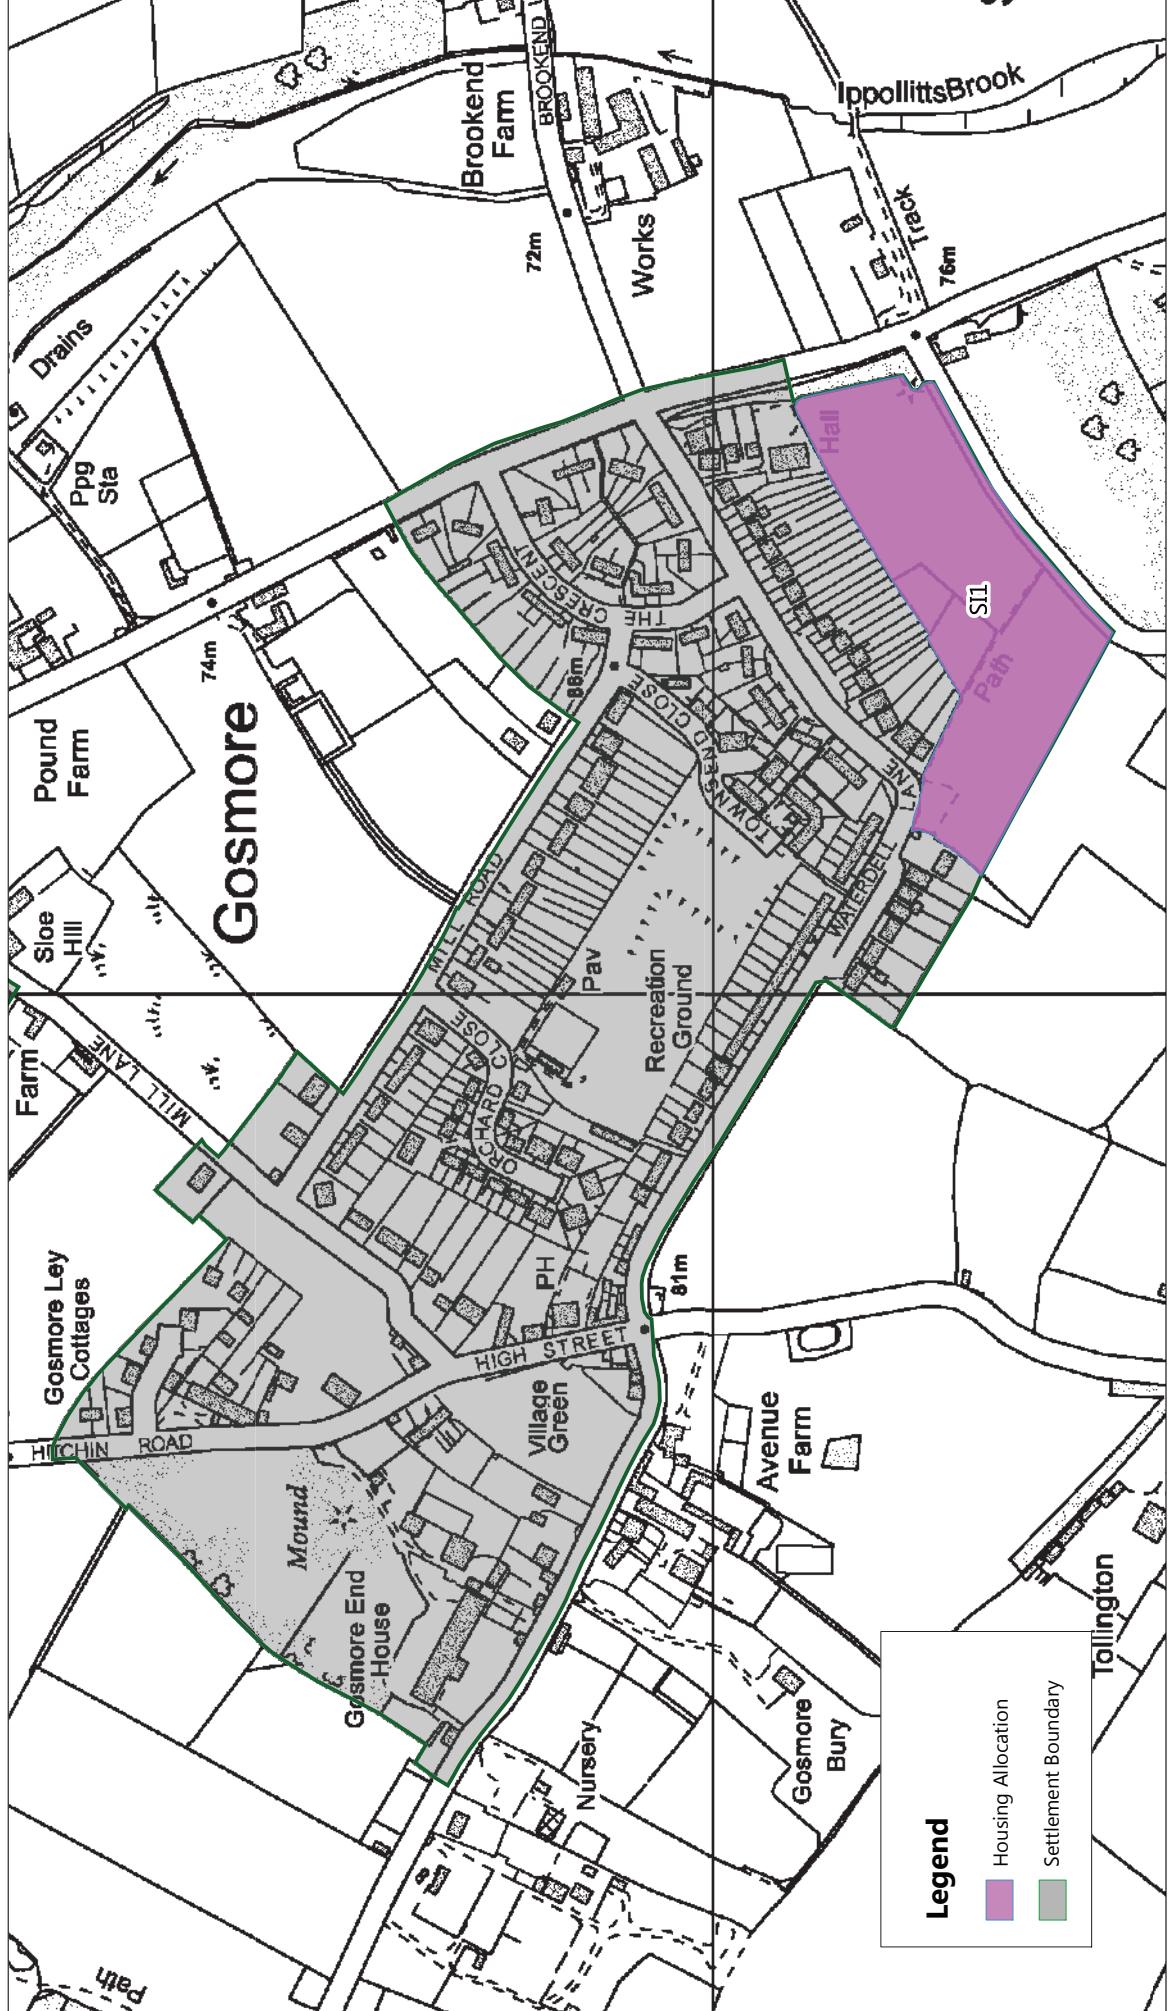 BROOKEND L
Brookend
Farm
IppollittsBrook
Track
76m
72m
Works
Drains
Ppg
Sta
74m
Pound
Farm
Gosmore
Sloe
Hill
Farm
MILL LANE
MILL ROAD
THE CRESCENT
86m
TOWNSEND CLOSE
WATERDELL LANE
Hall
SI1
Path
Pav
Recreation
Ground
ORCHARD CLOSE
PH
HIGH STREET
81m
Village
Green
Gosmore Ley
Cottages
HITCHIN ROAD
Mound
Gosmore End
House
Avenue
Farm
Nursery
Gosmore
Bury
Tollington
Path
Legend
Housing Allocation
Settlement Boundary